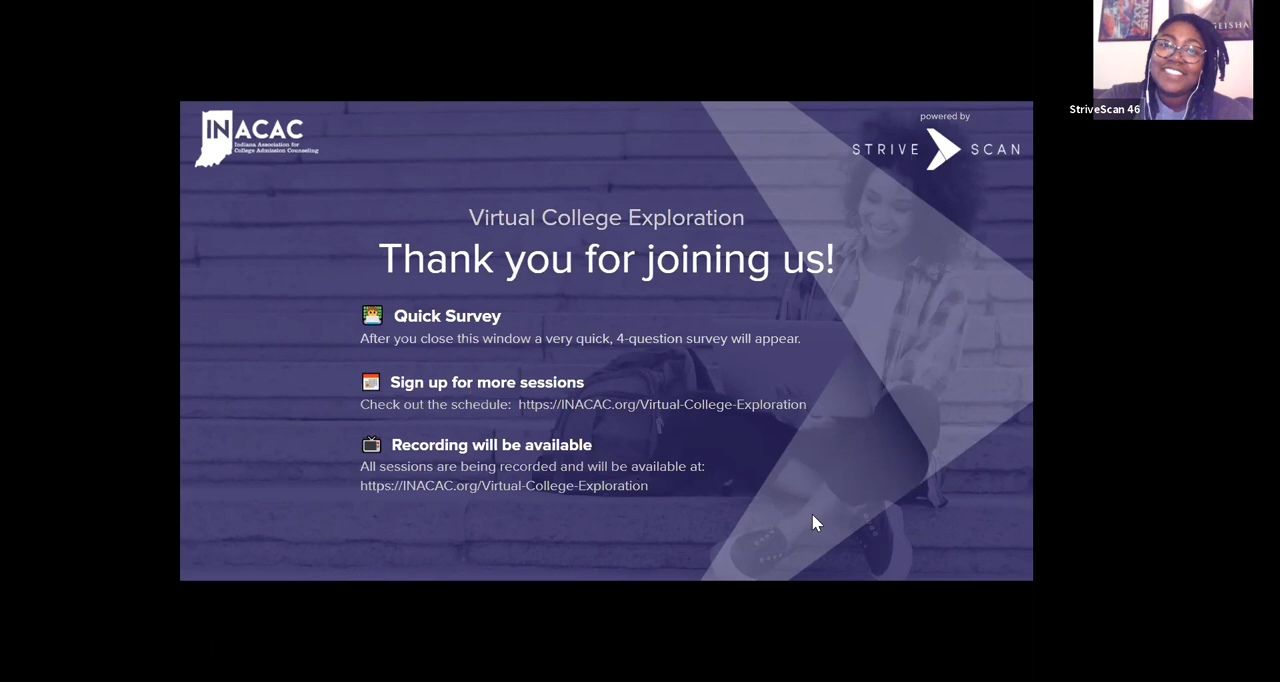 GEISHA
StriveScan 46
INACAC
Indiana Association for
College Admission Counseling
powered by
STRIVE SCAN
Virtual College Exploration
Thank you for joining us!
Quick Survey
After you close this window a very quick, 4-question survey will appear.
Sign up for more sessions
Check out the schedule: https://INACAC.org/Virtual-College-Exploration
Recording will be available
All sessions are being recorded and will be available at:
https://INACAC.org/Virtual-College-Exploration